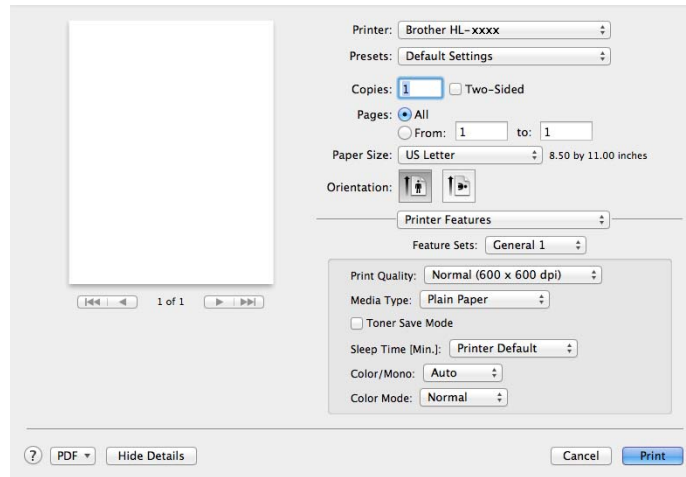 Printer: Brother HL-xxxx
Presets: Default Settings
Copies: 1 Two-Sided
Pages: All
From: 1 to: 1
Paper Size: US Letter 8.50 by 11.00 inches
Orientation:
Printer Features
Feature Sets: General 1
Print Quality: Normal (600 x 600 dpi)
Media Type: Plain Paper
1 of 1
Toner Save Mode
Sleep Time [Min.]: Printer Default
Color/Mono: Auto
Color Mode: Normal
? PDF Hide Details Cancel Print